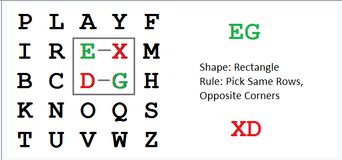 P L A Y F
I R E X M
B C D G H
K N O Q S
T U V W Z
EG
Shape: Rectangle
Rule: Pick Same Rows,
Opposite Corners
XD